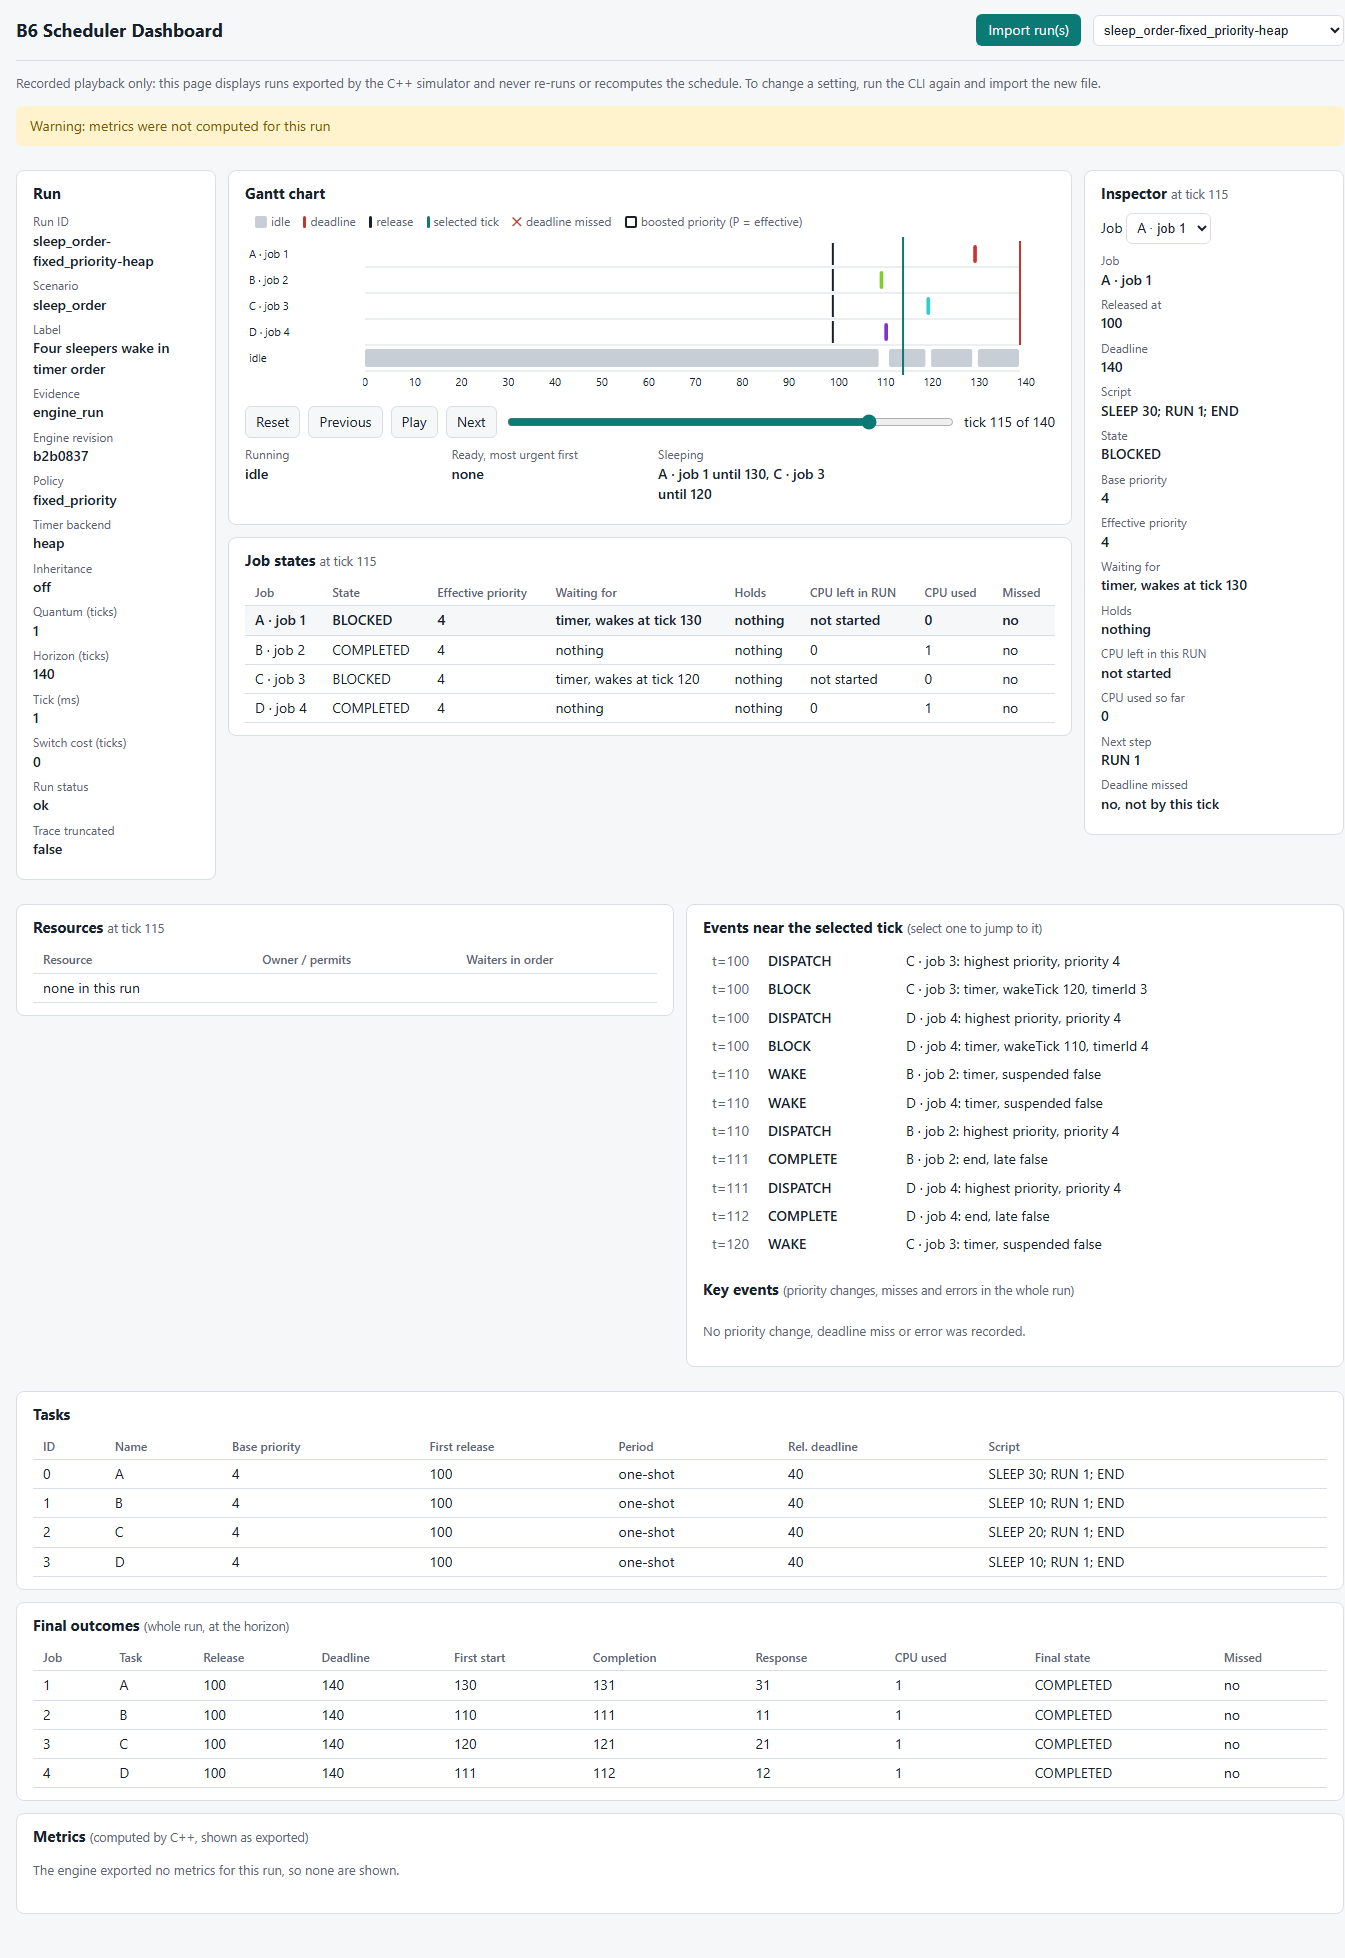 B6 Scheduler Dashboard
Import run(s)
sleep_order-fixed_priority-heap
Recorded playback only: this page displays runs exported by the C++ simulator and never re-runs or recomputes the schedule. To change a setting, run the CLI again and import the new file.
Warning: metrics were not computed for this run
Run
Run ID
sleep_order-
fixed_priority-heap
Scenario
sleep_order
Label
Four sleepers wake in
timer order
Evidence
engine_run
Engine revision
b2b0837
Policy
fixed_priority
Timer backend
heap
Inheritance
off
Quantum (ticks)
1
Horizon (ticks)
140
Tick (ms)
1
Switch cost (ticks)
0
Run status
ok
Trace truncated
false
Gantt chart
idle deadline release selected tick deadline missed boosted priority (P = effective)
A · job 1
B · job 2
C · job 3
D · job 4
idle
0 10 20 30 40 50 60 70 80 90 100 110 120 130 140
Reset Previous Play Next tick 115 of 140
Running
idle
Ready, most urgent first
none
Sleeping
A · job 1 until 130, C · job 3
until 120
Job states at tick 115
Job State Effective priority Waiting for Holds CPU left in RUN CPU used Missed
A · job 1 BLOCKED 4 timer, wakes at tick 130 nothing not started 0 no
B · job 2 COMPLETED 4 nothing nothing 0 1 no
C · job 3 BLOCKED 4 timer, wakes at tick 120 nothing not started 0 no
D · job 4 COMPLETED 4 nothing nothing 0 1 no
Inspector at tick 115
Job A · job 1
Job
A · job 1
Released at
100
Deadline
140
Script
SLEEP 30; RUN 1; END
State
BLOCKED
Base priority
4
Effective priority
4
Waiting for
timer, wakes at tick 130
Holds
nothing
CPU left in this RUN
not started
CPU used so far
0
Next step
RUN 1
Deadline missed
no, not by this tick
Resources at tick 115
Resource Owner / permits Waiters in order
none in this run
Events near the selected tick (select one to jump to it)
t=100 DISPATCH C · job 3: highest priority, priority 4
t=100 BLOCK C · job 3: timer, wakeTick 120, timerId 3
t=100 DISPATCH D · job 4: highest priority, priority 4
t=100 BLOCK D · job 4: timer, wakeTick 110, timerId 4
t=110 WAKE B · job 2: timer, suspended false
t=110 WAKE D · job 4: timer, suspended false
t=110 DISPATCH B · job 2: highest priority, priority 4
t=111 COMPLETE B · job 2: end, late false
t=111 DISPATCH D · job 4: highest priority, priority 4
t=112 COMPLETE D · job 4: end, late false
t=120 WAKE C · job 3: timer, suspended false
Key events (priority changes, misses and errors in the whole run)
No priority change, deadline miss or error was recorded.
Tasks
ID Name Base priority First release Period Rel. deadline Script
0 A 4 100 one-shot 40 SLEEP 30; RUN 1; END
1 B 4 100 one-shot 40 SLEEP 10; RUN 1; END
2 C 4 100 one-shot 40 SLEEP 20; RUN 1; END
3 D 4 100 one-shot 40 SLEEP 10; RUN 1; END
Final outcomes (whole run, at the horizon)
Job Task Release Deadline First start Completion Response CPU used Final state Missed
1 A 100 140 130 131 31 1 COMPLETED no
2 B 100 140 110 111 11 1 COMPLETED no
3 C 100 140 120 121 21 1 COMPLETED no
4 D 100 140 111 112 12 1 COMPLETED no
Metrics (computed by C++, shown as exported)
The engine exported no metrics for this run, so none are shown.